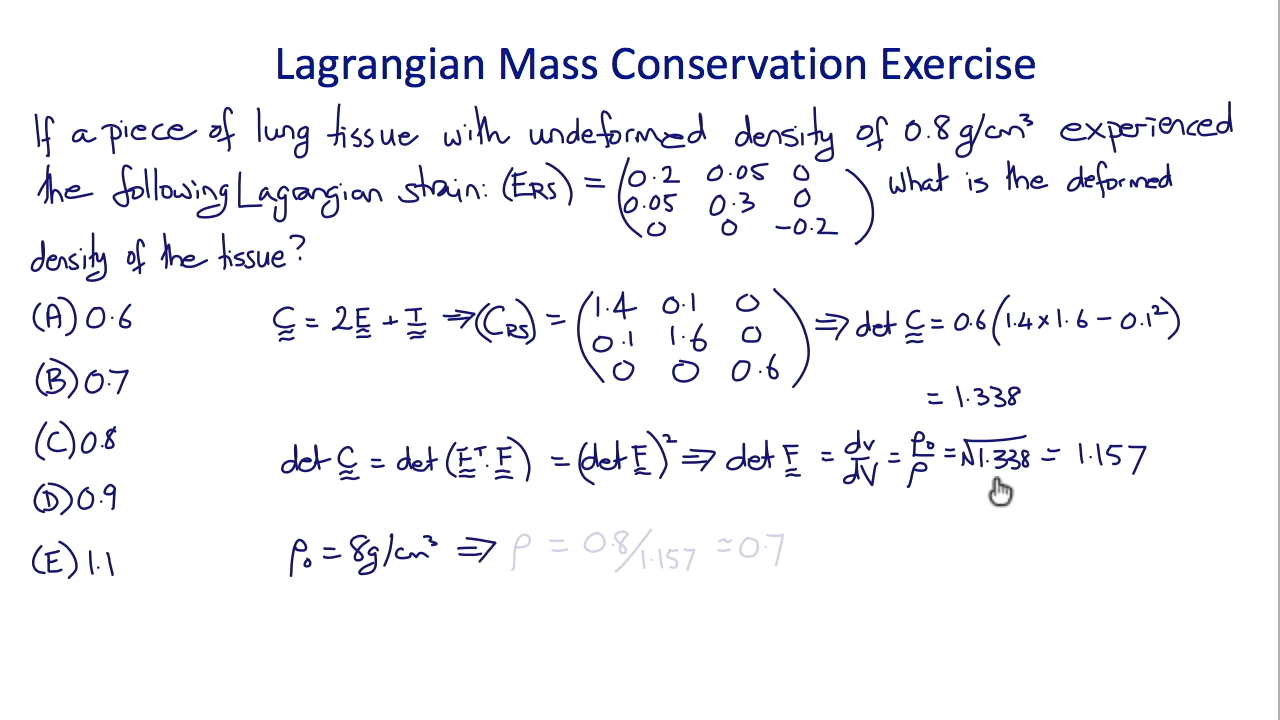 Lagrangian Mass Conservation Exercise
If a piece of lung tissue with undeformed density of 0.8g/cm³ experienced
the following Lagrangian strain: (E_RS) = (0.2 0.05 0 what is the deformed
0.05 0.3 0
0 0 -0.2)
density of the tissue?
(A) 0.6
C = 2E + I ⇒ (C_RS) = (1.4 0.1 0
0.1 1.6 0
0 0 0.6) ⇒ det C = 0.6(1.4×1.6 - 0.1²)
(B) 0.7
= 1.338
(C) 0.8
det C = det (Fᵀ·F) = (det F)² ⇒ det F = dv/dV = ρ₀/ρ = √1.338 = 1.157
(D) 0.9
(E) 1.1
ρ₀ = 8g/cm³ ⇒ ρ = 0.8/1.157 ≈ 0.7